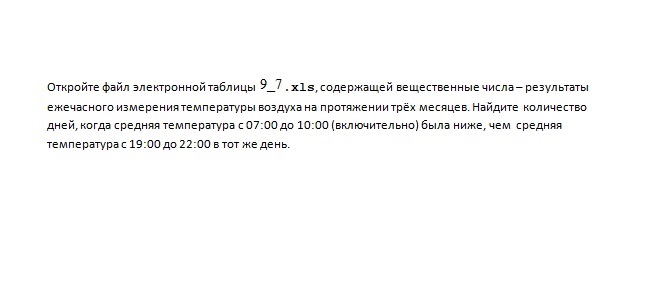 Откройте файл электронной таблицы 9_7.xls, содержащей вещественные числа – результаты
ежечасного измерения температуры воздуха на протяжении трёх месяцев. Найдите количество
дней, когда средняя температура с 07:00 до 10:00 (включительно) была ниже, чем средняя
температура с 19:00 до 22:00 в тот же день.